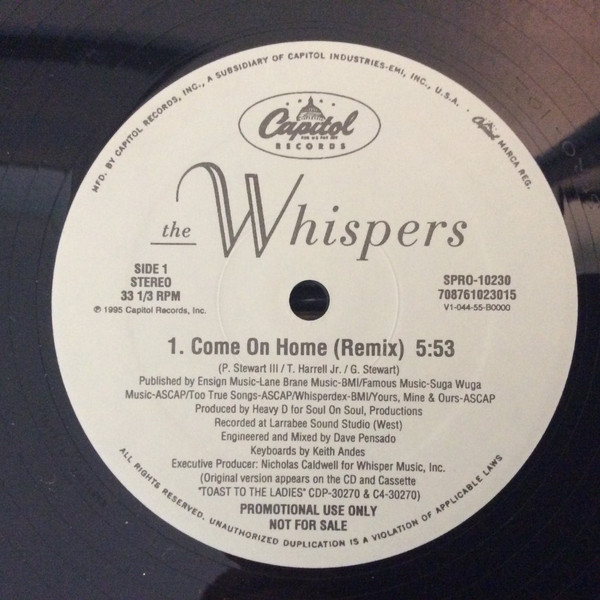 MFD. BY CAPITOL RECORDS, INC., A SUBSIDIARY OF CAPITOL INDUSTRIES-EMI, INC., U.S.A. · Capitol MARCA REG.
Capitol
RECORDS
the Whispers
SIDE 1
STEREO
33 1/3 RPM
℗ 1995 Capitol Records, Inc.
SPRO-10230
708761023015
V1-044-55-B0000
1. Come On Home (Remix) 5:53
(P. Stewart III / T. Harrell Jr. / G. Stewart)
Published by Ensign Music-Lane Brane Music-BMI/Famous Music-Suga Wuga
Music-ASCAP/Too True Songs-ASCAP/Whisperdex-BMI/Yours, Mine & Ours-ASCAP
Produced by Heavy D for Soul On Soul, Productions
Recorded at Larrabee Sound Studio (West)
Engineered and Mixed by Dave Pensado
Keyboards by Keith Andes
Executive Producer: Nicholas Caldwell for Whisper Music, Inc.
(Original version appears on the CD and Cassette
"TOAST TO THE LADIES" CDP-30270 & C4-30270)
PROMOTIONAL USE ONLY
NOT FOR SALE
ALL RIGHTS RESERVED. UNAUTHORIZED DUPLICATION IS A VIOLATION OF APPLICABLE LAWS